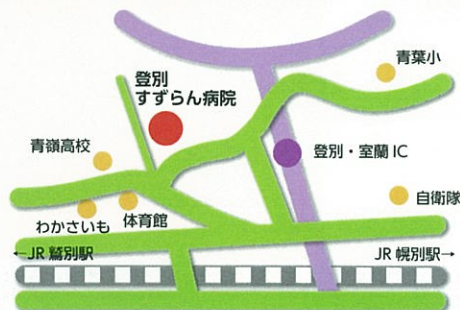 青葉小
登別
すずらん病院
青嶺高校
登別・室蘭 IC
わかさいも
体育館
自衛隊
←JR 鷲別駅
JR 幌別駅→